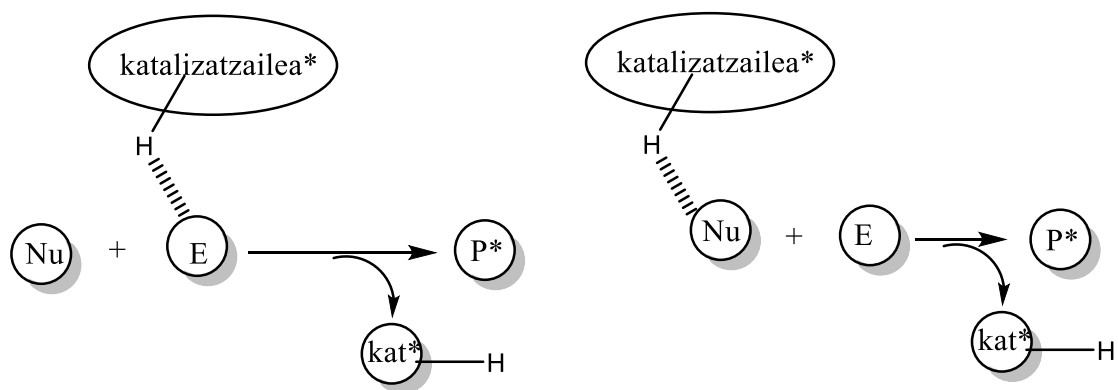 katalizatzailea*
H
Nu + E P*
kat* H
katalizatzailea*
H
Nu + E P*
kat* H